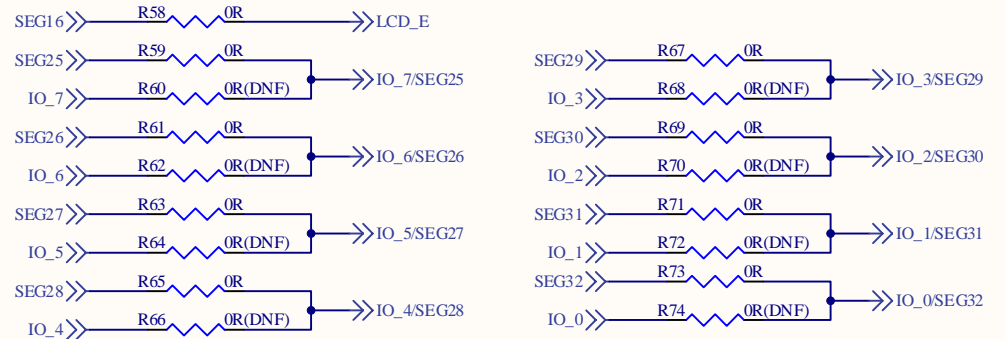 SEG16 R58 0R LCD_E
SEG25 R59 0R
IO_7/SEG25
IO_7 R60 0R(DNF)
SEG26 R61 0R
IO_6/SEG26
IO_6 R62 0R(DNF)
SEG27 R63 0R
IO_5/SEG27
IO_5 R64 0R(DNF)
SEG28 R65 0R
IO_4/SEG28
IO_4 R66 0R(DNF)
SEG29 R67 0R
IO_3/SEG29
IO_3 R68 0R(DNF)
SEG30 R69 0R
IO_2/SEG30
IO_2 R70 0R(DNF)
SEG31 R71 0R
IO_1/SEG31
IO_1 R72 0R(DNF)
SEG32 R73 0R
IO_0/SEG32
IO_0 R74 0R(DNF)